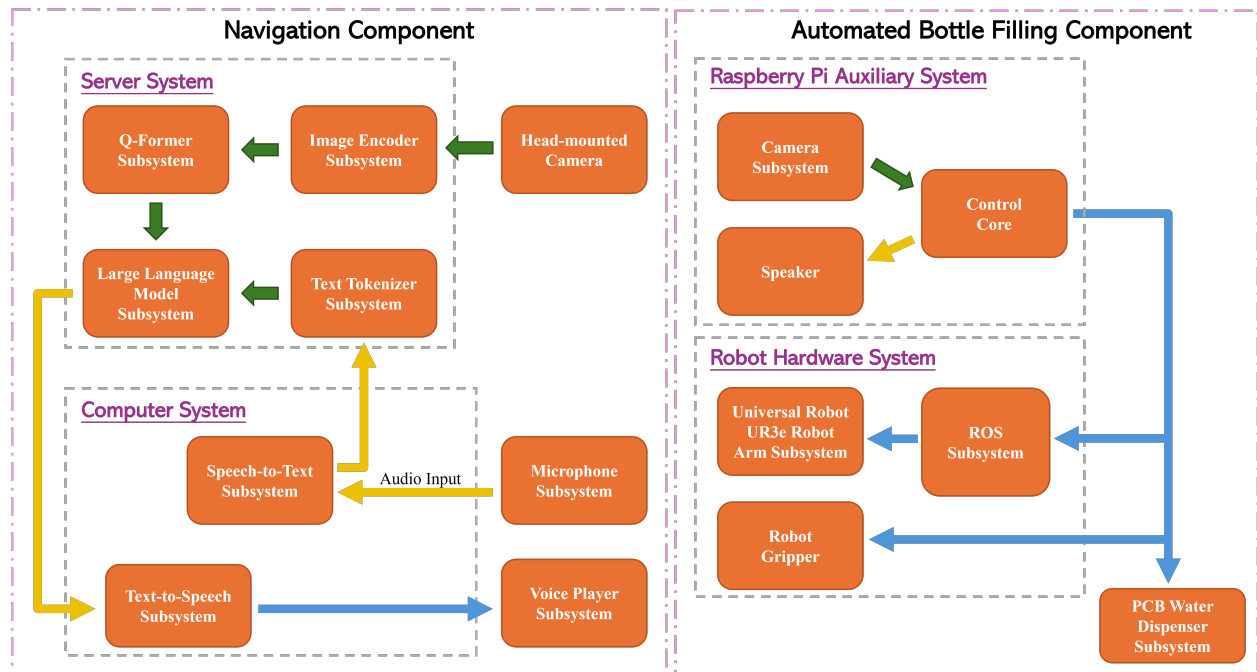 Navigation Component
Server System
Q-Former
Subsystem
Image Encoder
Subsystem
Head-mounted
Camera
Large Language
Model
Subsystem
Text Tokenizer
Subsystem
Computer System
Speech-to-Text
Subsystem
Audio Input
Microphone
Subsystem
Text-to-Speech
Subsystem
Voice Player
Subsystem
Automated Bottle Filling Component
Raspberry Pi Auxiliary System
Camera
Subsystem
Control
Core
Speaker
Robot Hardware System
Universal Robot
UR3e Robot
Arm Subsystem
ROS
Subsystem
Robot
Gripper
PCB Water
Dispenser
Subsystem